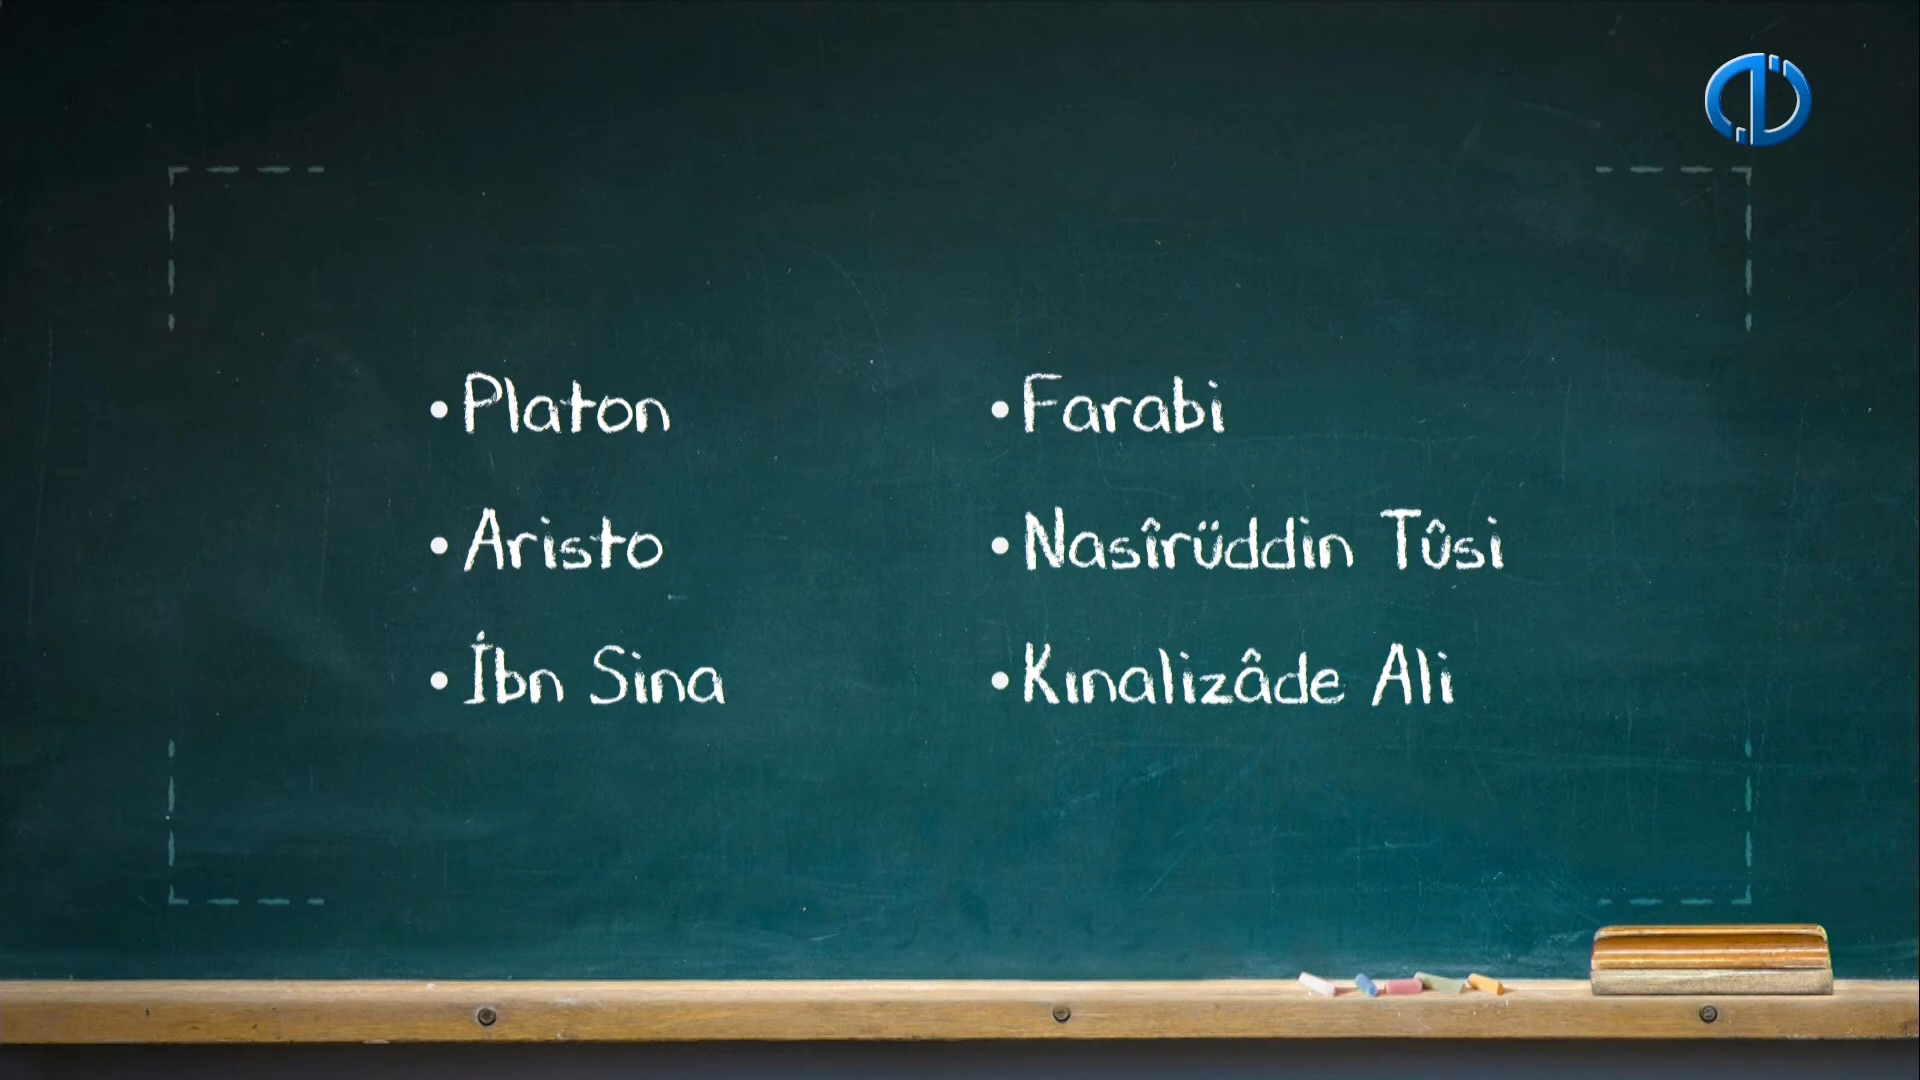 • Platon
• Aristo
• İbn Sina
• Farabi
• Nasîrüddin Tûsi
• Kınalizâde Ali